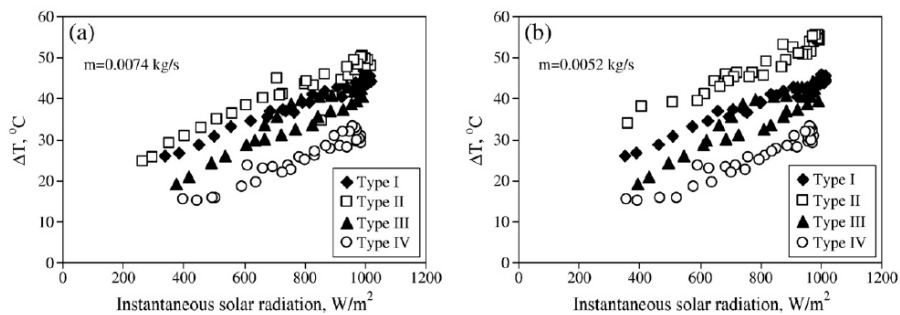 (a)
m=0.0074 kg/s
ΔT, °C
60
50
40
30
20
10
0
Type I
Type II
Type III
Type IV
0 200 400 600 800 1000 1200
Instantaneous solar radiation, W/m²
(b)
m=0.0052 kg/s
ΔT, °C
60
50
40
30
20
10
0
Type I
Type II
Type III
Type IV
0 200 400 600 800 1000 1200
Instantaneous solar radiation, W/m²